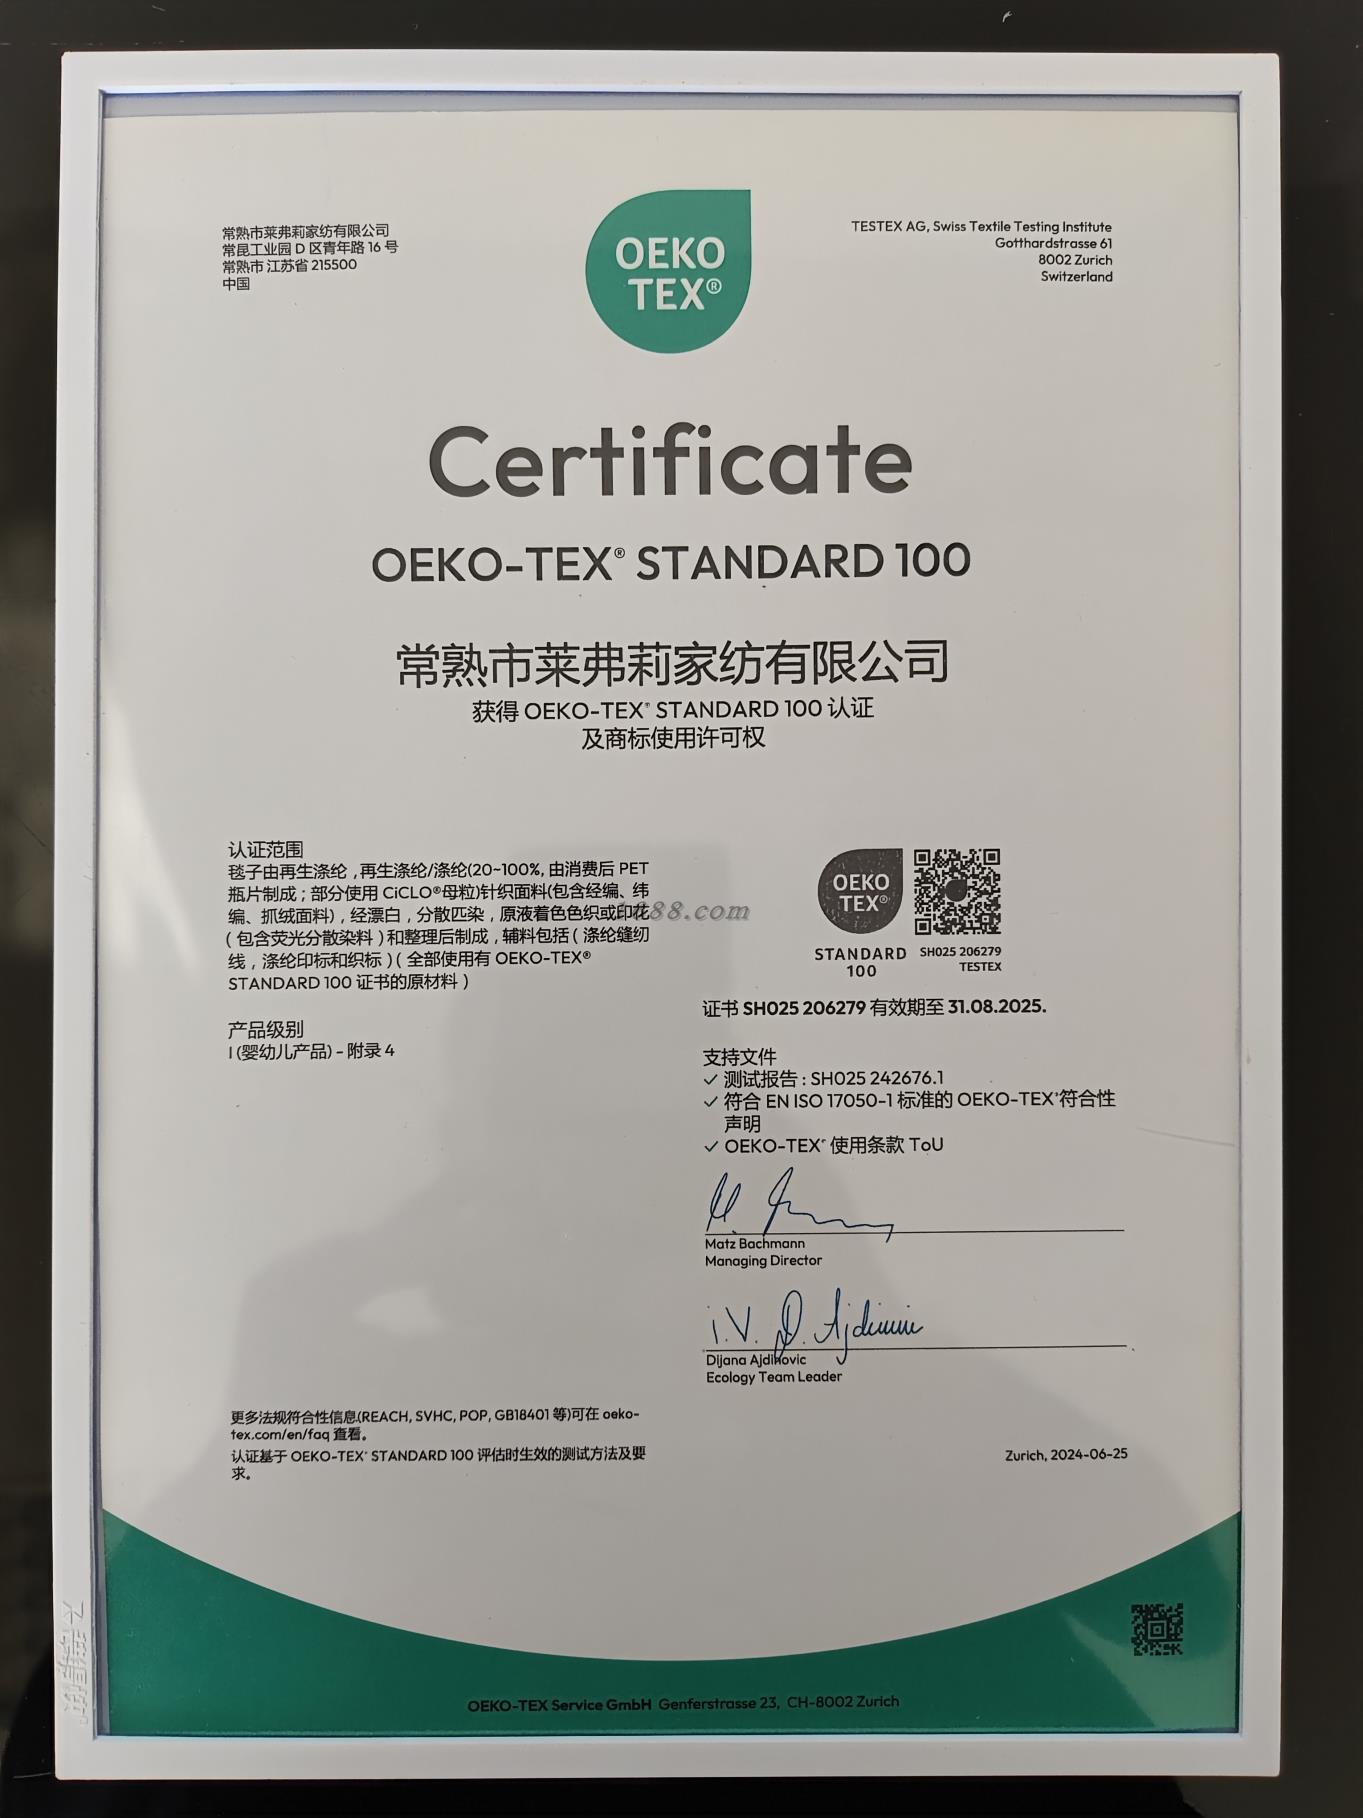 常熟市莱弗莉家纺有限公司
常昆工业园 D 区青年路 16 号
常熟市 江苏省 215500
中国
OEKO
TEX®
TESTEX AG, Swiss Textile Testing Institute
Gotthardstrasse 61
8002 Zurich
Switzerland
Certificate
OEKO-TEX® STANDARD 100
常熟市莱弗莉家纺有限公司
获得 OEKO-TEX® STANDARD 100 认证
及商标使用许可权
认证范围
毯子由再生涤纶，再生涤纶/涤纶(20~100%, 由消费后 PET
瓶片制成；部分使用 CiCLO®母粒)针织面料(包含经编、纬
编、抓绒面料)，经漂白，分散匹染，原液着色色织或印花
（包含荧光分散染料）和整理后制成，辅料包括（涤纶缝纫
线，涤纶印标和织标）（全部使用有 OEKO-TEX®
STANDARD 100 证书的原材料）
产品级别
I (婴幼儿产品) - 附录 4
1688.com
OEKO
TEX®
STANDARD
100
SH025 206279
TESTEX
证书 SH025 206279 有效期至 31.08.2025.
支持文件
✓ 测试报告 : SH025 242676.1
✓ 符合 EN ISO 17050-1 标准的 OEKO-TEX®符合性
声明
✓ OEKO-TEX® 使用条款 ToU
Matz Bachmann
Managing Director
i.V. D. Ajdinovic
Dijana Ajdinovic
Ecology Team Leader
更多法规符合性信息(REACH, SVHC, POP, GB18401 等)可在 oeko-
tex.com/en/faq 查看。
认证基于 OEKO-TEX® STANDARD 100 评估时生效的测试方法及要
求。
Zurich, 2024-06-25
OEKO-TEX Service GmbH Genferstrasse 23, CH-8002 Zurich